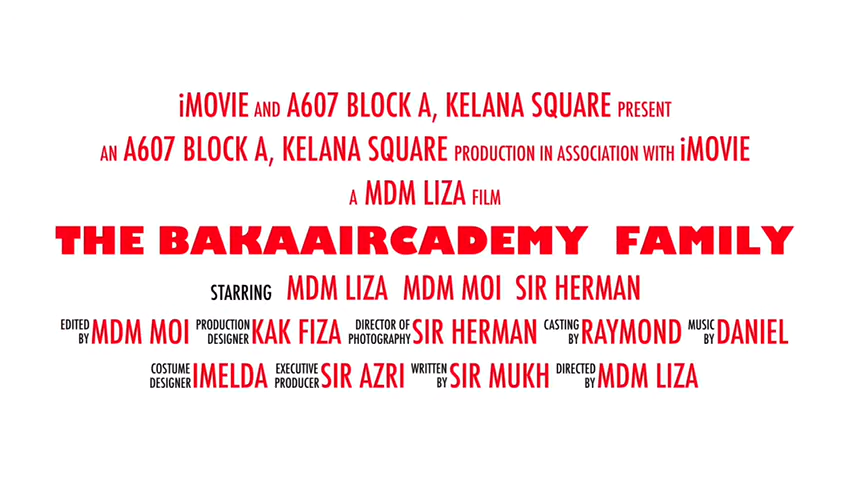 iMOVIE AND A607 BLOCK A, KELANA SQUARE PRESENT
AN A607 BLOCK A, KELANA SQUARE PRODUCTION IN ASSOCIATION WITH iMOVIE
A MDM LIZA FILM
THE BAKAAIRCADEMY FAMILY
STARRING MDM LIZA MDM MOI SIR HERMAN
EDITED BY MDM MOI PRODUCTION DESIGNER KAK FIZA DIRECTOR OF PHOTOGRAPHY SIR HERMAN CASTING BY RAYMOND MUSIC BY DANIEL
COSTUME DESIGNER IMELDA EXECUTIVE PRODUCER SIR AZRI WRITTEN BY SIR MUKH DIRECTED BY MDM LIZA